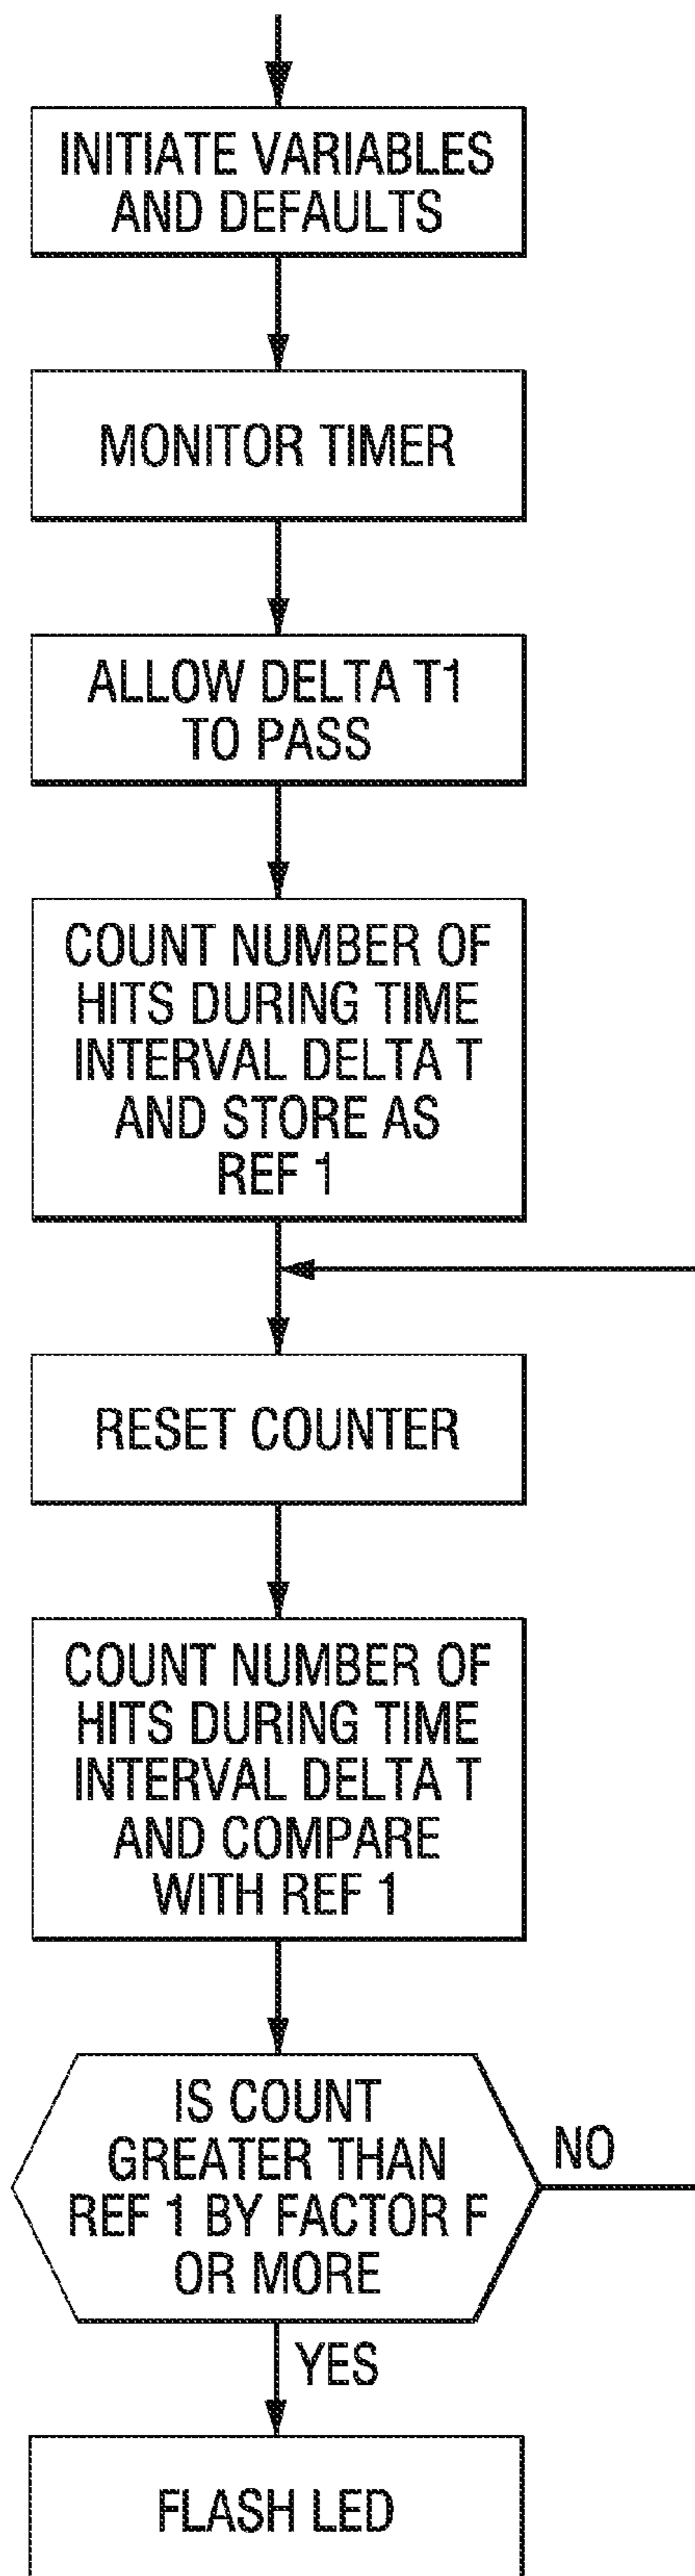 INITIATE VARIABLES
AND DEFAULTS
MONITOR TIMER
ALLOW DELTA T1
TO PASS
COUNT NUMBER OF
HITS DURING TIME
INTERVAL DELTA T
AND STORE AS
REF 1
RESET COUNTER
COUNT NUMBER OF
HITS DURING TIME
INTERVAL DELTA T
AND COMPARE
WITH REF 1
IS COUNT
GREATER THAN
REF 1 BY FACTOR F
OR MORE
NO
YES
FLASH LED